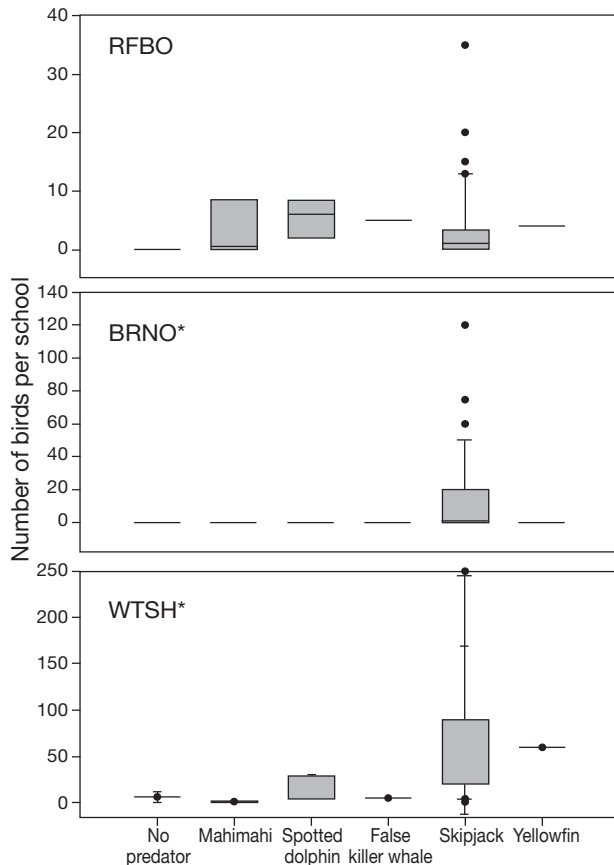 Number of birds per school
RFBO
40
30
20
10
0
BRNO*
140
120
100
80
60
40
20
0
WTSH*
250
200
150
100
50
0
No
predator
Mahimahi
Spotted
dolphin
False
killer whale
Skipjack
Yellowfin